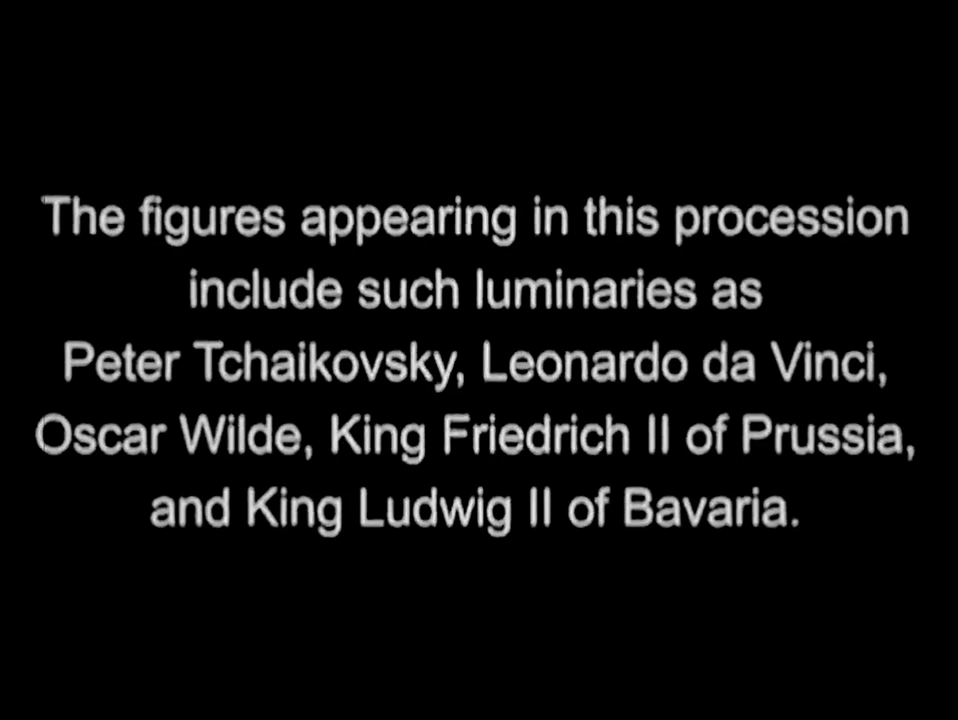 The figures appearing in this procession
include such luminaries as
Peter Tchaikovsky, Leonardo da Vinci,
Oscar Wilde, King Friedrich II of Prussia,
and King Ludwig II of Bavaria.